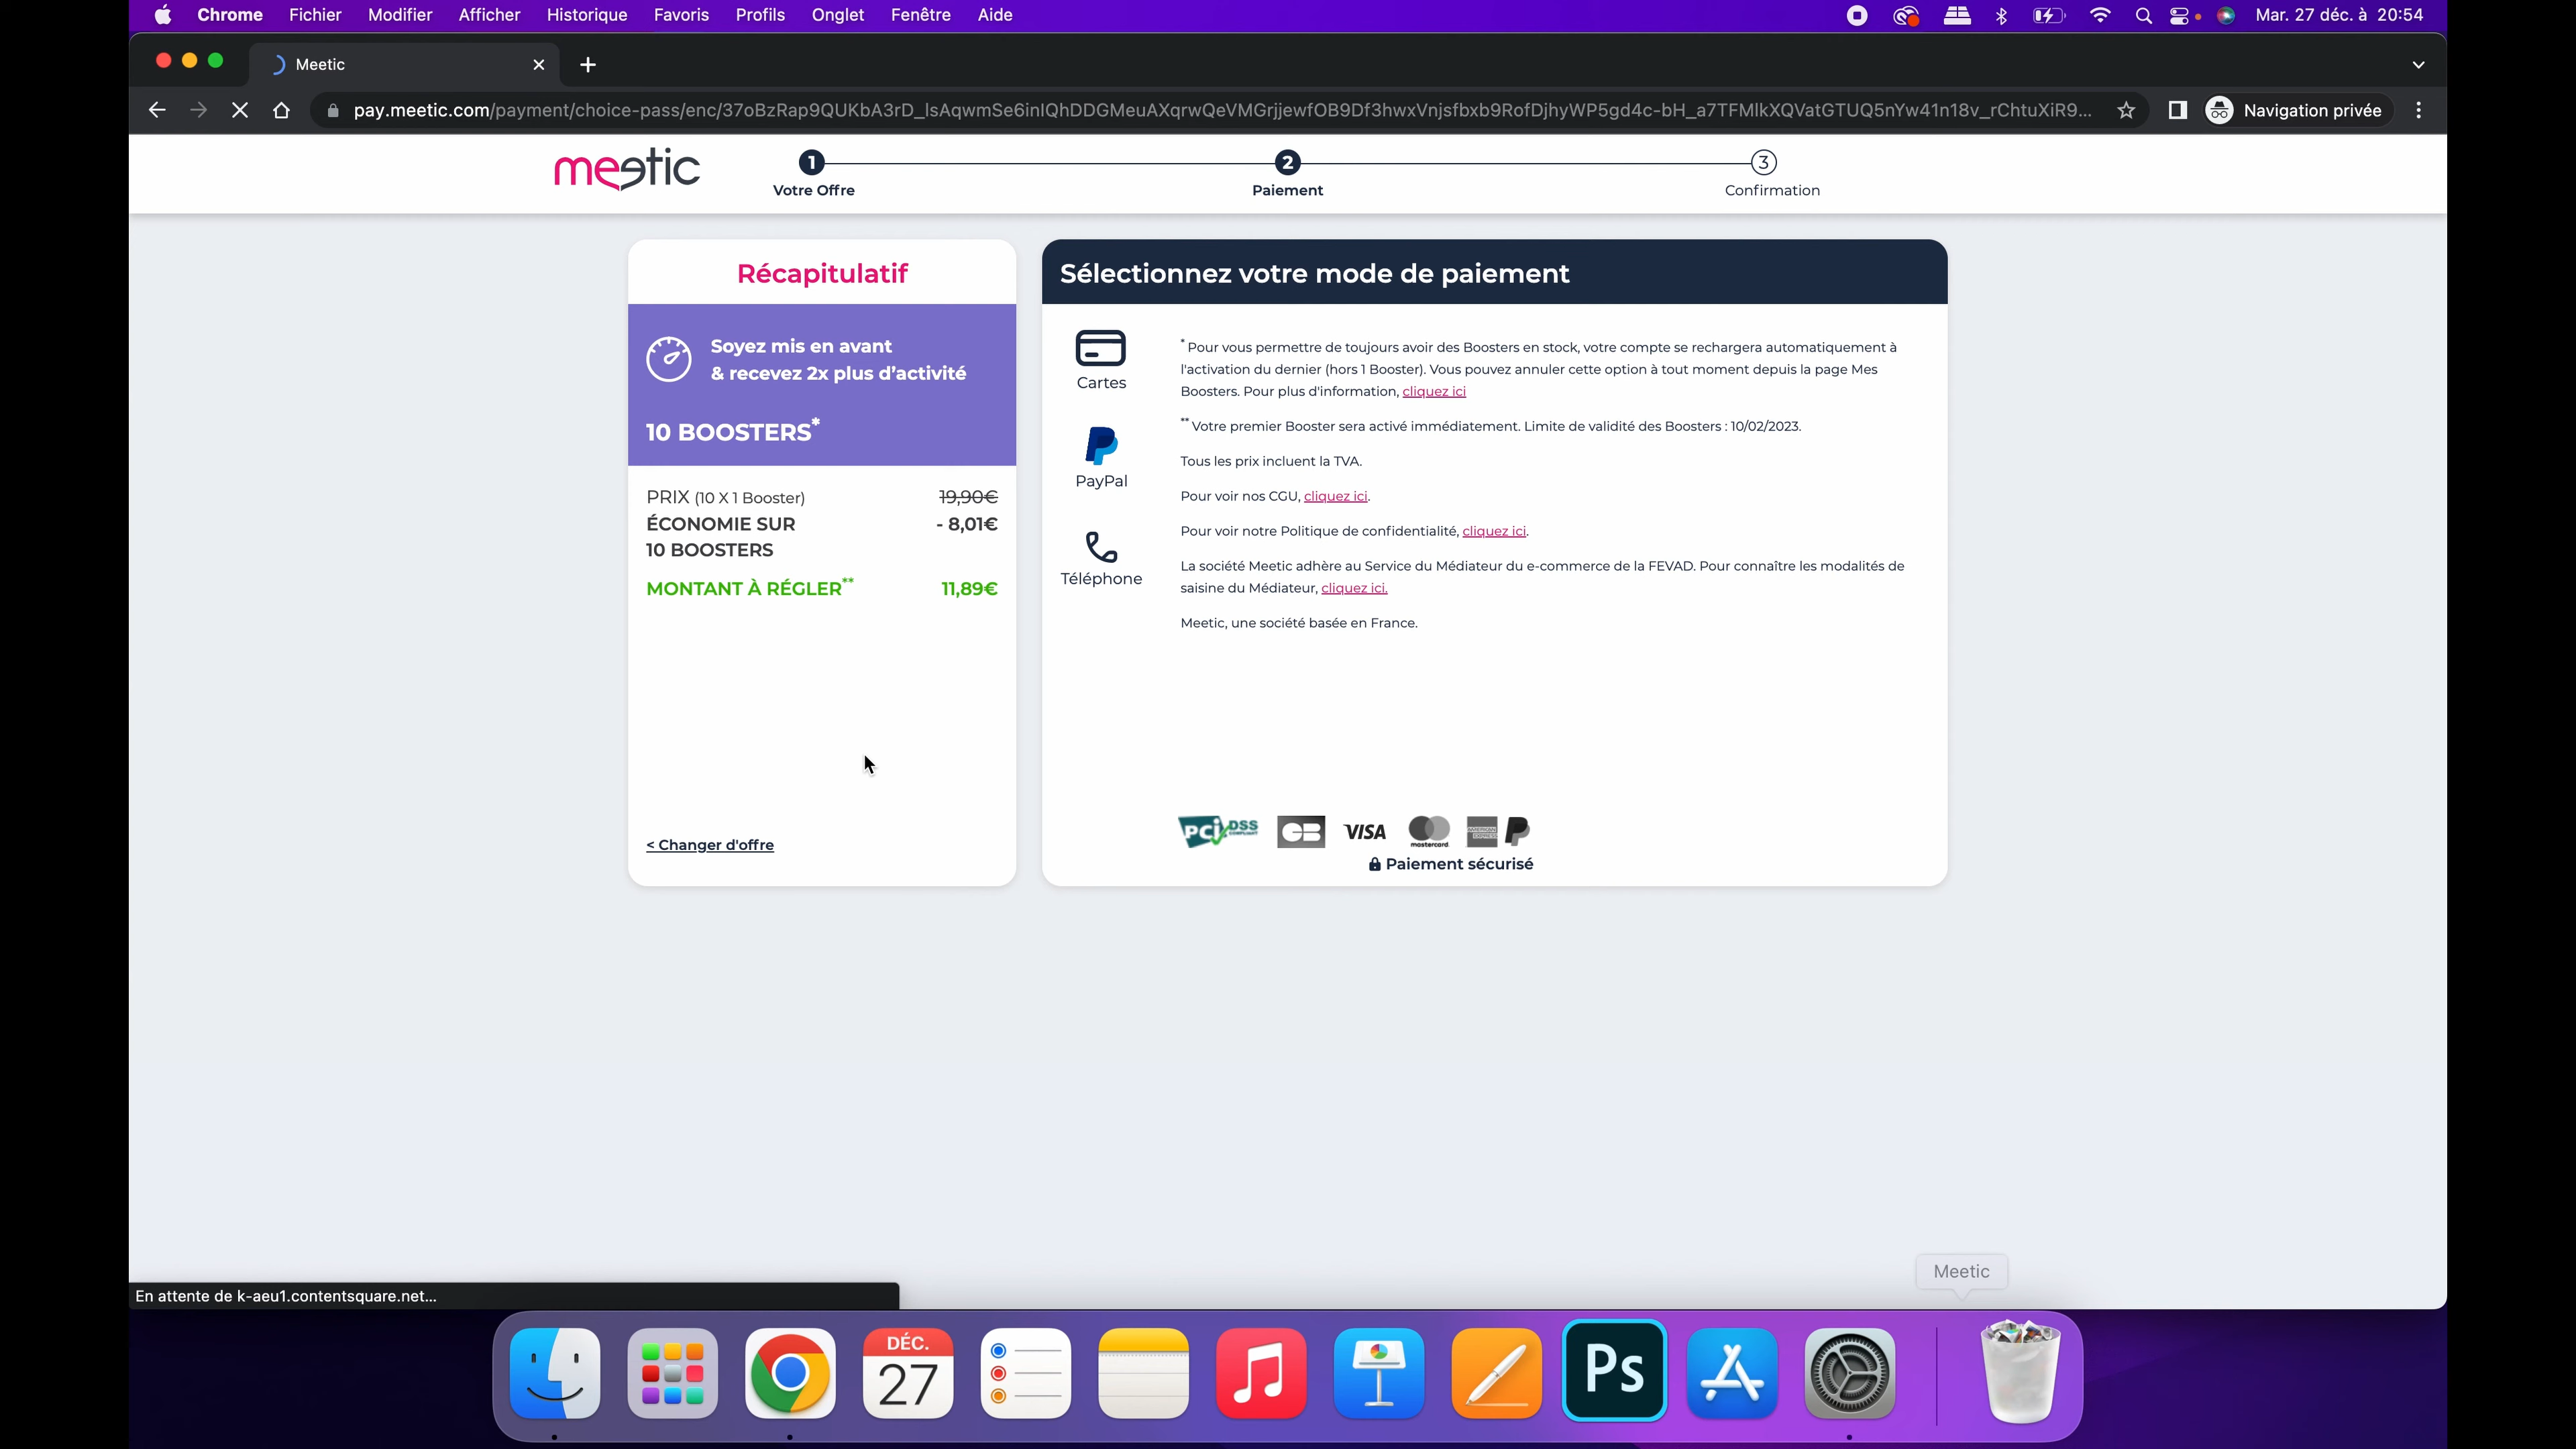 Chrome Fichier Modifier Afficher Historique Favoris Profils Onglet Fenêtre Aide
Mar. 27 déc. à 20:54
Meetic
pay.meetic.com/payment/choice-pass/enc/37oBzRap9QUKbA3rD_lsAqwmSe6inlQhDDGMeuAXqrwQeVMGrjjewfOB9Df3hwxVnjsfbxb9RofDjhyWP5gd4c-bH_a7TFMlkXQVatGTUQ5nYw41n18v_rChtuXiR9...
Navigation privée
meetic
1
2
3
Votre Offre
Paiement
Confirmation
Récapitulatif
Soyez mis en avant
& recevez 2x plus d'activité
10 BOOSTERS*
PRIX (10 X 1 Booster) 19,90€
ÉCONOMIE SUR - 8,01€
10 BOOSTERS
MONTANT À RÉGLER** 11,89€
< Changer d'offre
Sélectionnez votre mode de paiement
Cartes
PayPal
Téléphone
* Pour vous permettre de toujours avoir des Boosters en stock, votre compte se rechargera automatiquement à
l'activation du dernier (hors 1 Booster). Vous pouvez annuler cette option à tout moment depuis la page Mes
Boosters. Pour plus d'information, cliquez ici
** Votre premier Booster sera activé immédiatement. Limite de validité des Boosters : 10/02/2023.
Tous les prix incluent la TVA.
Pour voir nos CGU, cliquez ici.
Pour voir notre Politique de confidentialité, cliquez ici.
La société Meetic adhère au Service du Médiateur du e-commerce de la FEVAD. Pour connaître les modalités de
saisine du Médiateur, cliquez ici.
Meetic, une société basée en France.
PCI DSS COMPLIANT CB VISA mastercard AMERICAN EXPRESS
Paiement sécurisé
Meetic
En attente de k-aeu1.contentsquare.net...
DÉC.
27
Ps